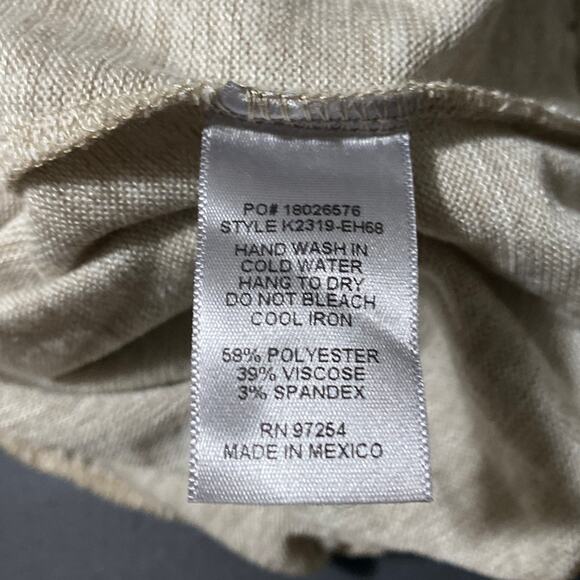 PO# 18026576
STYLE K2319-EH68
HAND WASH IN
COLD WATER
HANG TO DRY
DO NOT BLEACH
COOL IRON
58% POLYESTER
39% VISCOSE
3% SPANDEX
RN 97254
MADE IN MEXICO